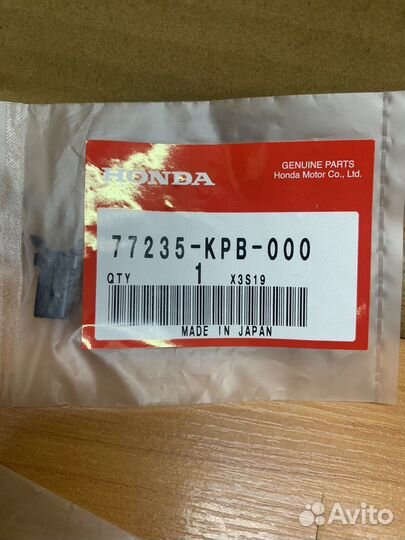 GENUINE PARTS
HONDA
Honda Motor Co., Ltd.
77235-KPB-000
QTY 1 X3S19
MADE IN JAPAN
Avito